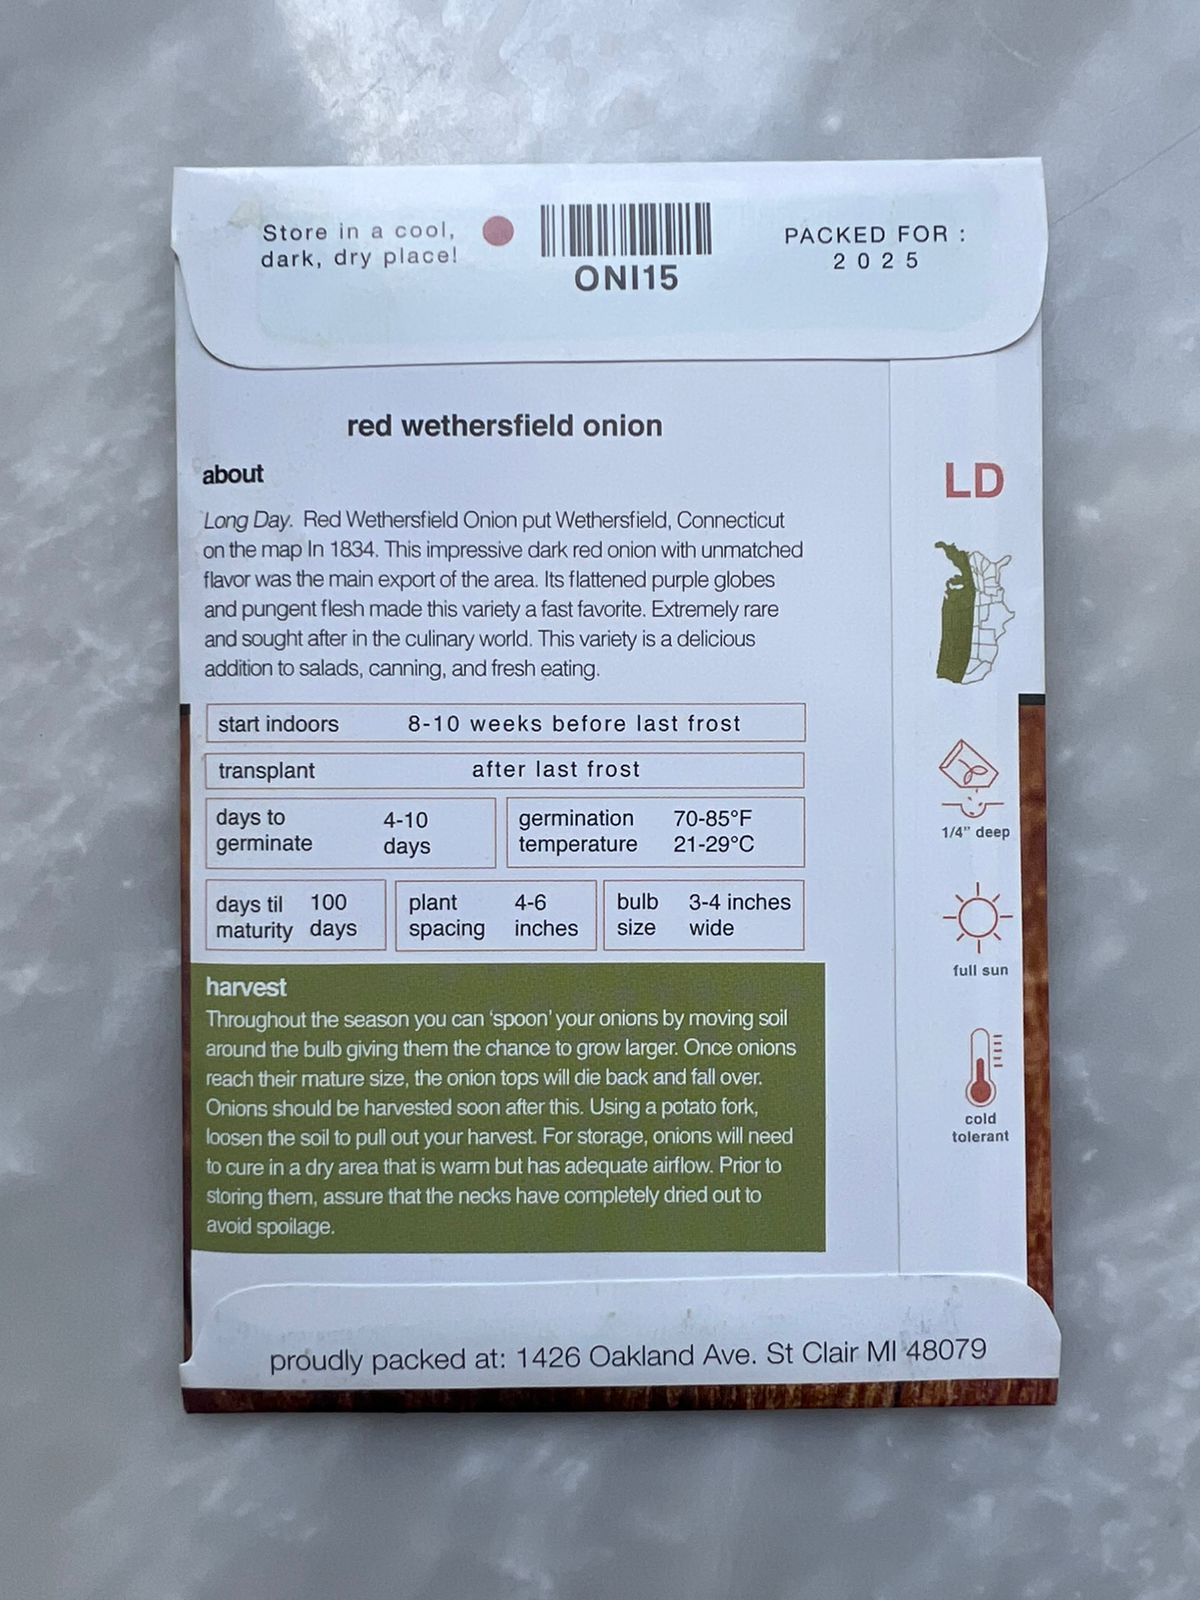 Store in a cool,
dark, dry place!
ONI15
PACKED FOR :
2025
red wethersfield onion
about
Long Day. Red Wethersfield Onion put Wethersfield, Connecticut
on the map In 1834. This impressive dark red onion with unmatched
flavor was the main export of the area. Its flattened purple globes
and pungent flesh made this variety a fast favorite. Extremely rare
and sought after in the culinary world. This variety is a delicious
addition to salads, canning, and fresh eating.
start indoors 8-10 weeks before last frost
transplant after last frost
days to
germinate
4-10
days
germination
temperature
70-85°F
21-29°C
days til
maturity
100
days
plant
spacing
4-6
inches
bulb
size
3-4 inches
wide
harvest
Throughout the season you can ‘spoon’ your onions by moving soil
around the bulb giving them the chance to grow larger. Once onions
reach their mature size, the onion tops will die back and fall over.
Onions should be harvested soon after this. Using a potato fork,
loosen the soil to pull out your harvest. For storage, onions will need
to cure in a dry area that is warm but has adequate airflow. Prior to
storing them, assure that the necks have completely dried out to
avoid spoilage.
LD
1/4" deep
full sun
cold
tolerant
proudly packed at: 1426 Oakland Ave. St Clair MI 48079